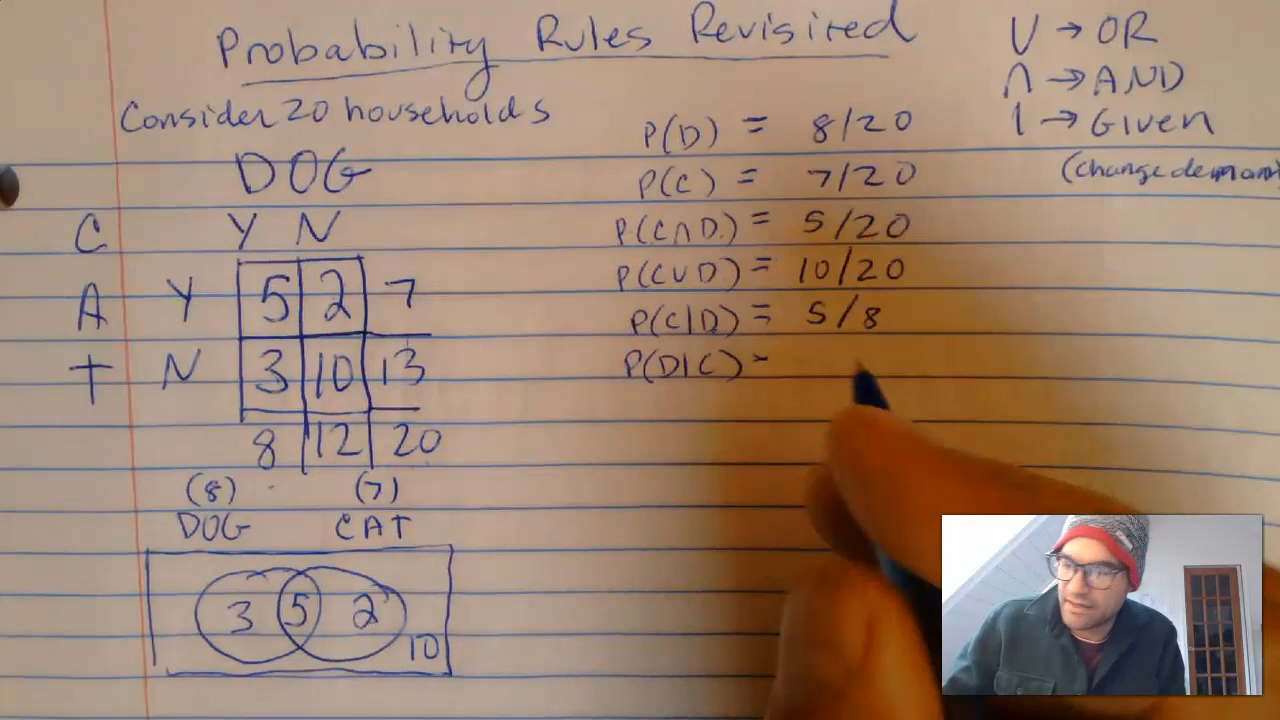 Probability Rules Revisited
Consider 20 households
DOG
Y N
C
A
T
Y 5 2 7
N 3 10 13
8 12 20
(8) (7)
DOG CAT
3 5 2
10
P(D) = 8/20
P(C) = 7/20
P(C∩D) = 5/20
P(C∪D) = 10/20
P(C|D) = 5/8
P(D|C) =
∪ → OR
∩ → AND
| → Given
(change